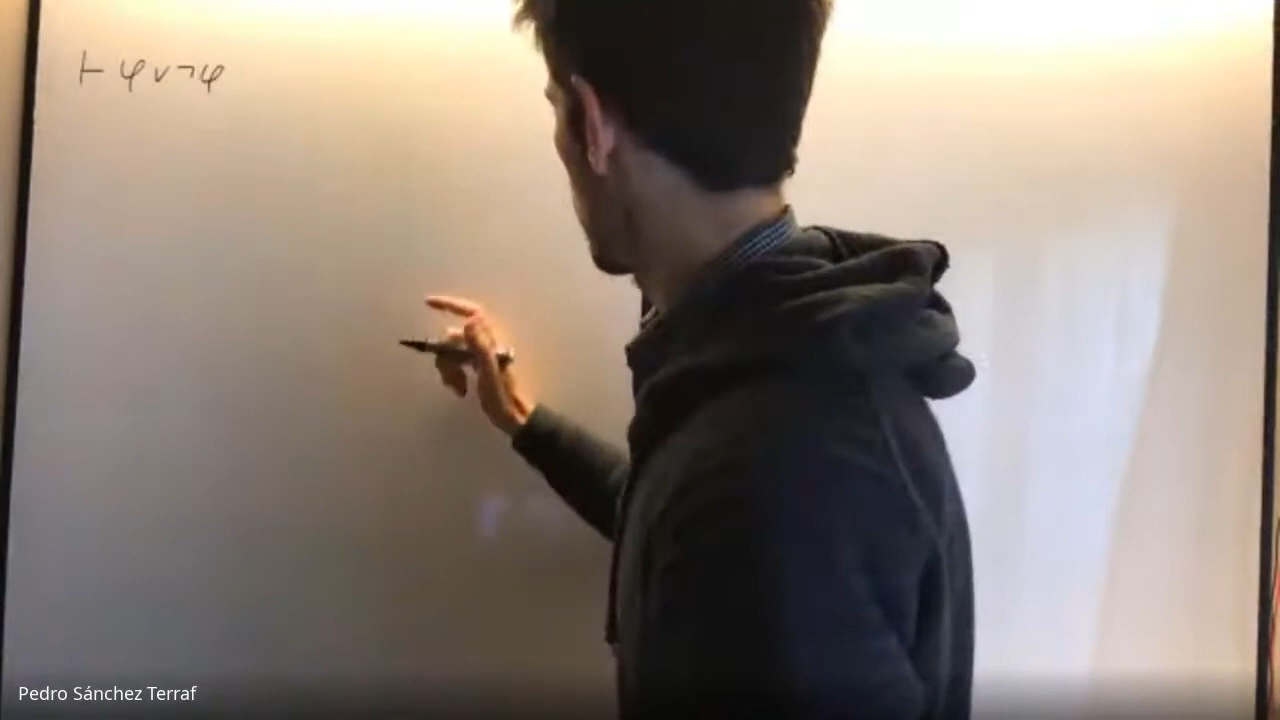 ⊢ φ ∨ ¬φ
Pedro Sánchez Terraf